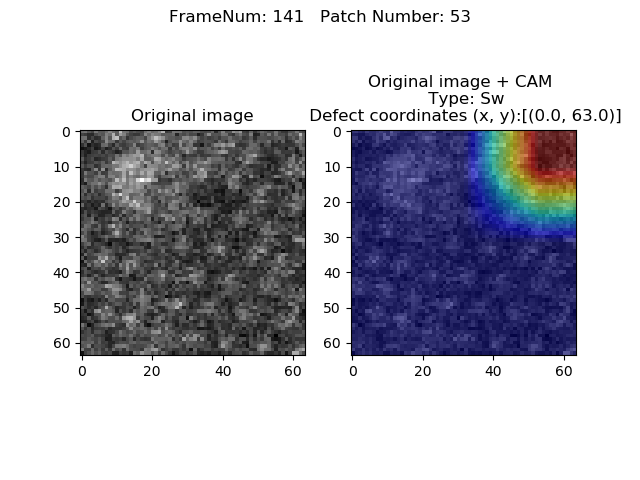 FrameNum: 141   Patch Number: 53
Original image
0
10
20
30
40
50
60
0 20 40 60
Original image + CAM
Type: Sw
Defect coordinates (x, y):[(0.0, 63.0)]
0
10
20
30
40
50
60
0 20 40 60